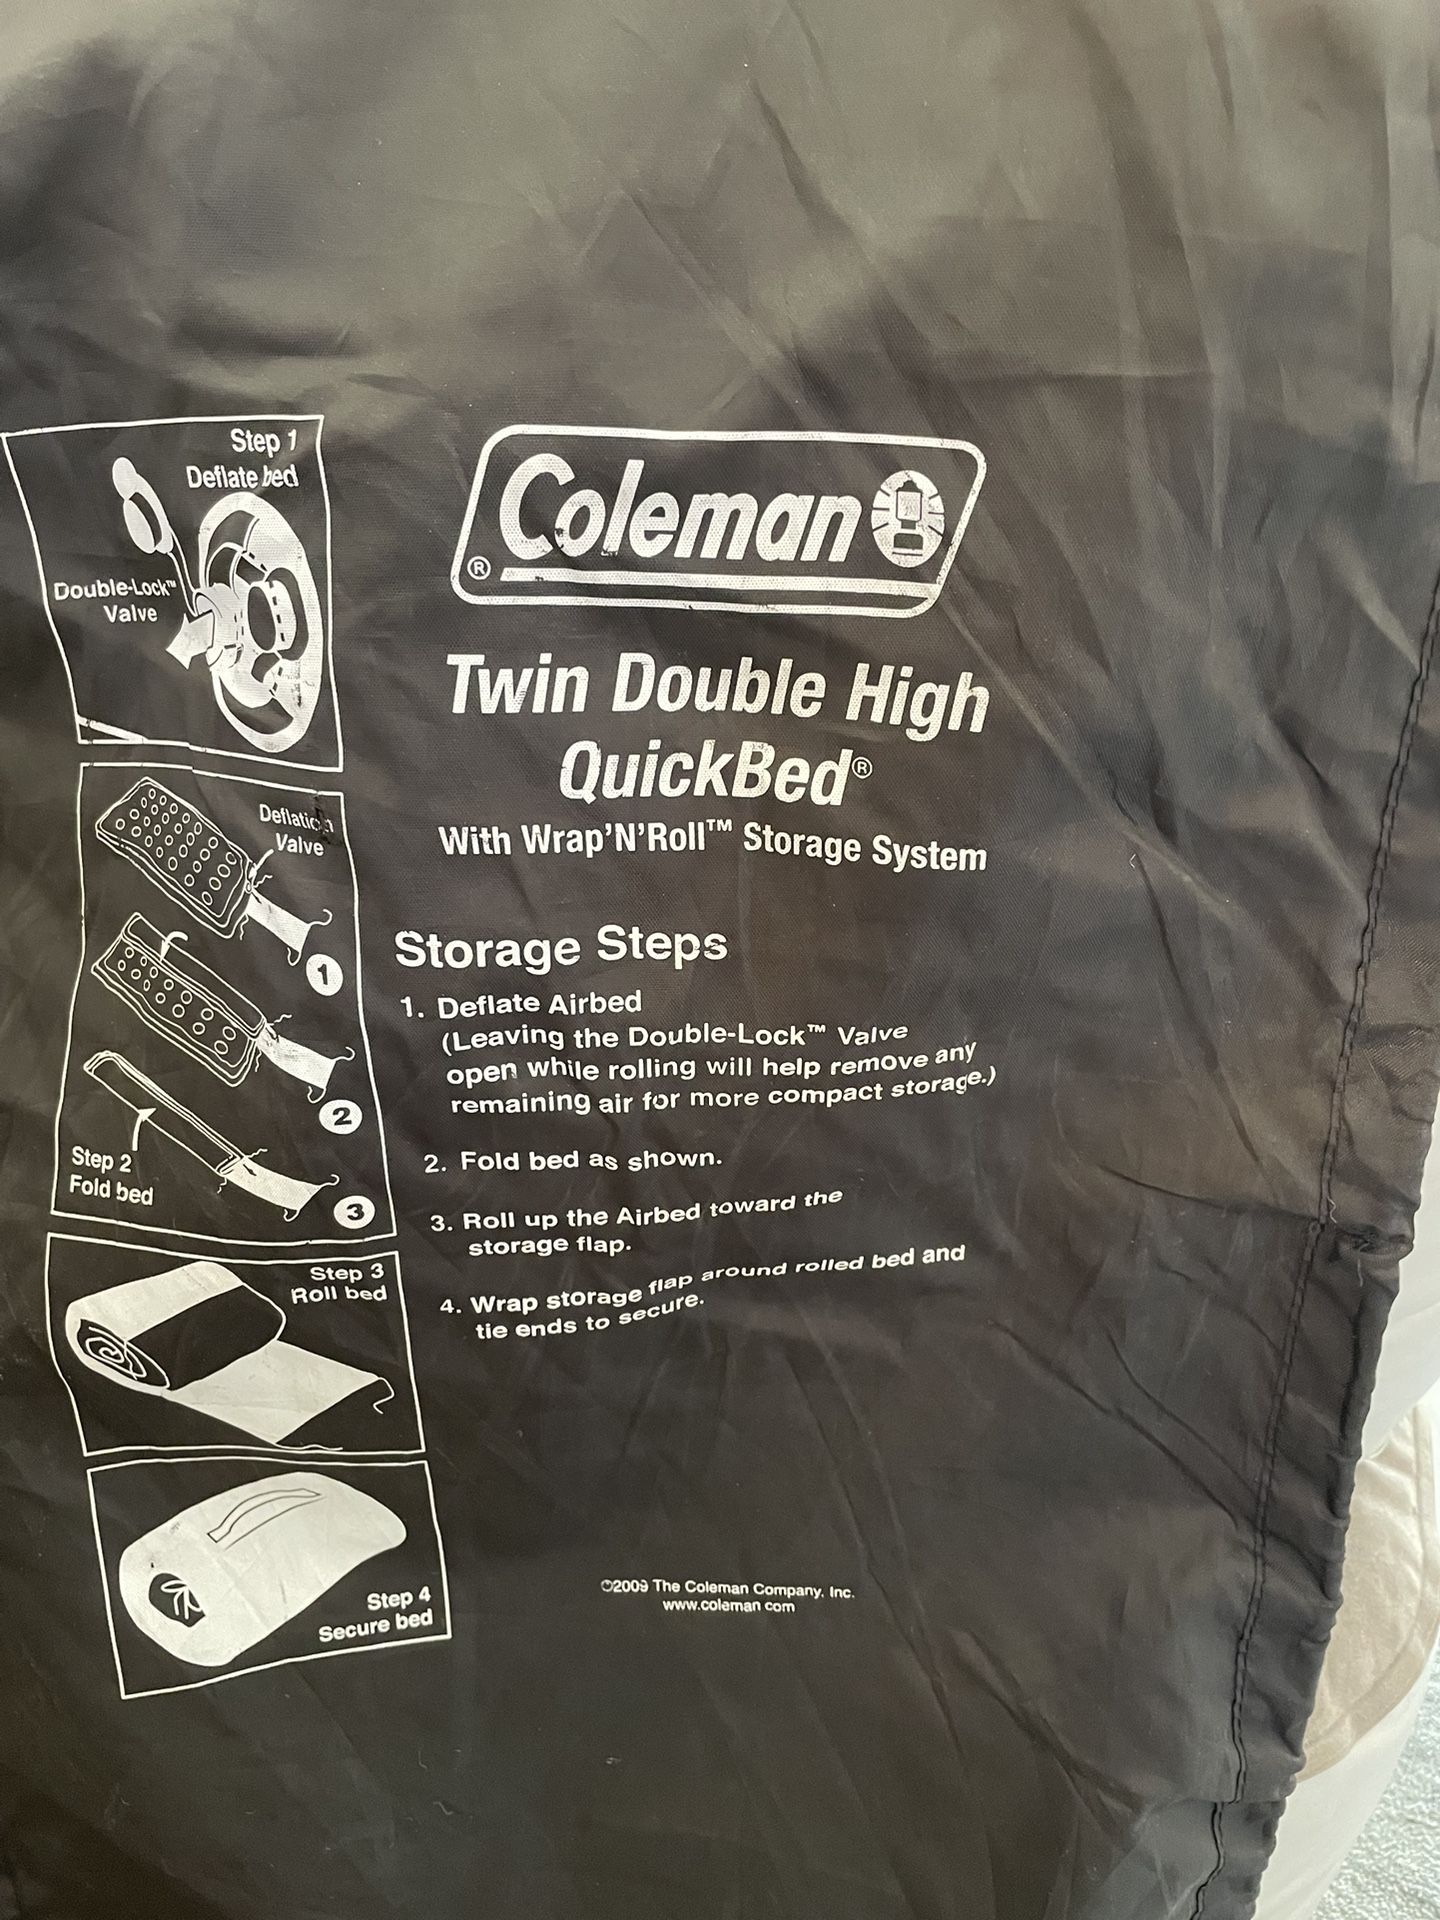 Step 1
Deflate bed
Double-Lock™
Valve
Deflation
Valve
1
2
Step 2
Fold bed
3
Step 3
Roll bed
Step 4
Secure bed
Coleman®
Twin Double High
QuickBed®
With Wrap'N'Roll™ Storage System
Storage Steps
1. Deflate Airbed
(Leaving the Double-Lock™ Valve
open while rolling will help remove any
remaining air for more compact storage.)
2. Fold bed as shown.
3. Roll up the Airbed toward the
storage flap.
4. Wrap storage flap around rolled bed and
tie ends to secure.
©2009 The Coleman Company, Inc.
www.coleman.com